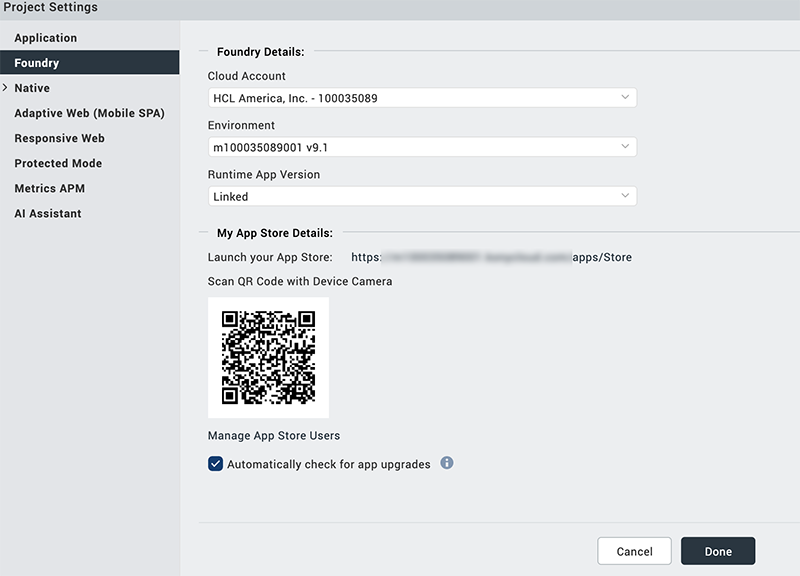 Project Settings
Application
Foundry
Native
Adaptive Web (Mobile SPA)
Responsive Web
Protected Mode
Metrics APM
AI Assistant
Foundry Details:
Cloud Account
HCL America, Inc. - 100035089
Environment
m100035089001 v9.1
Runtime App Version
Linked
My App Store Details:
Launch your App Store: https: apps/Store
Scan QR Code with Device Camera
Manage App Store Users
Automatically check for app upgrades
Cancel Done